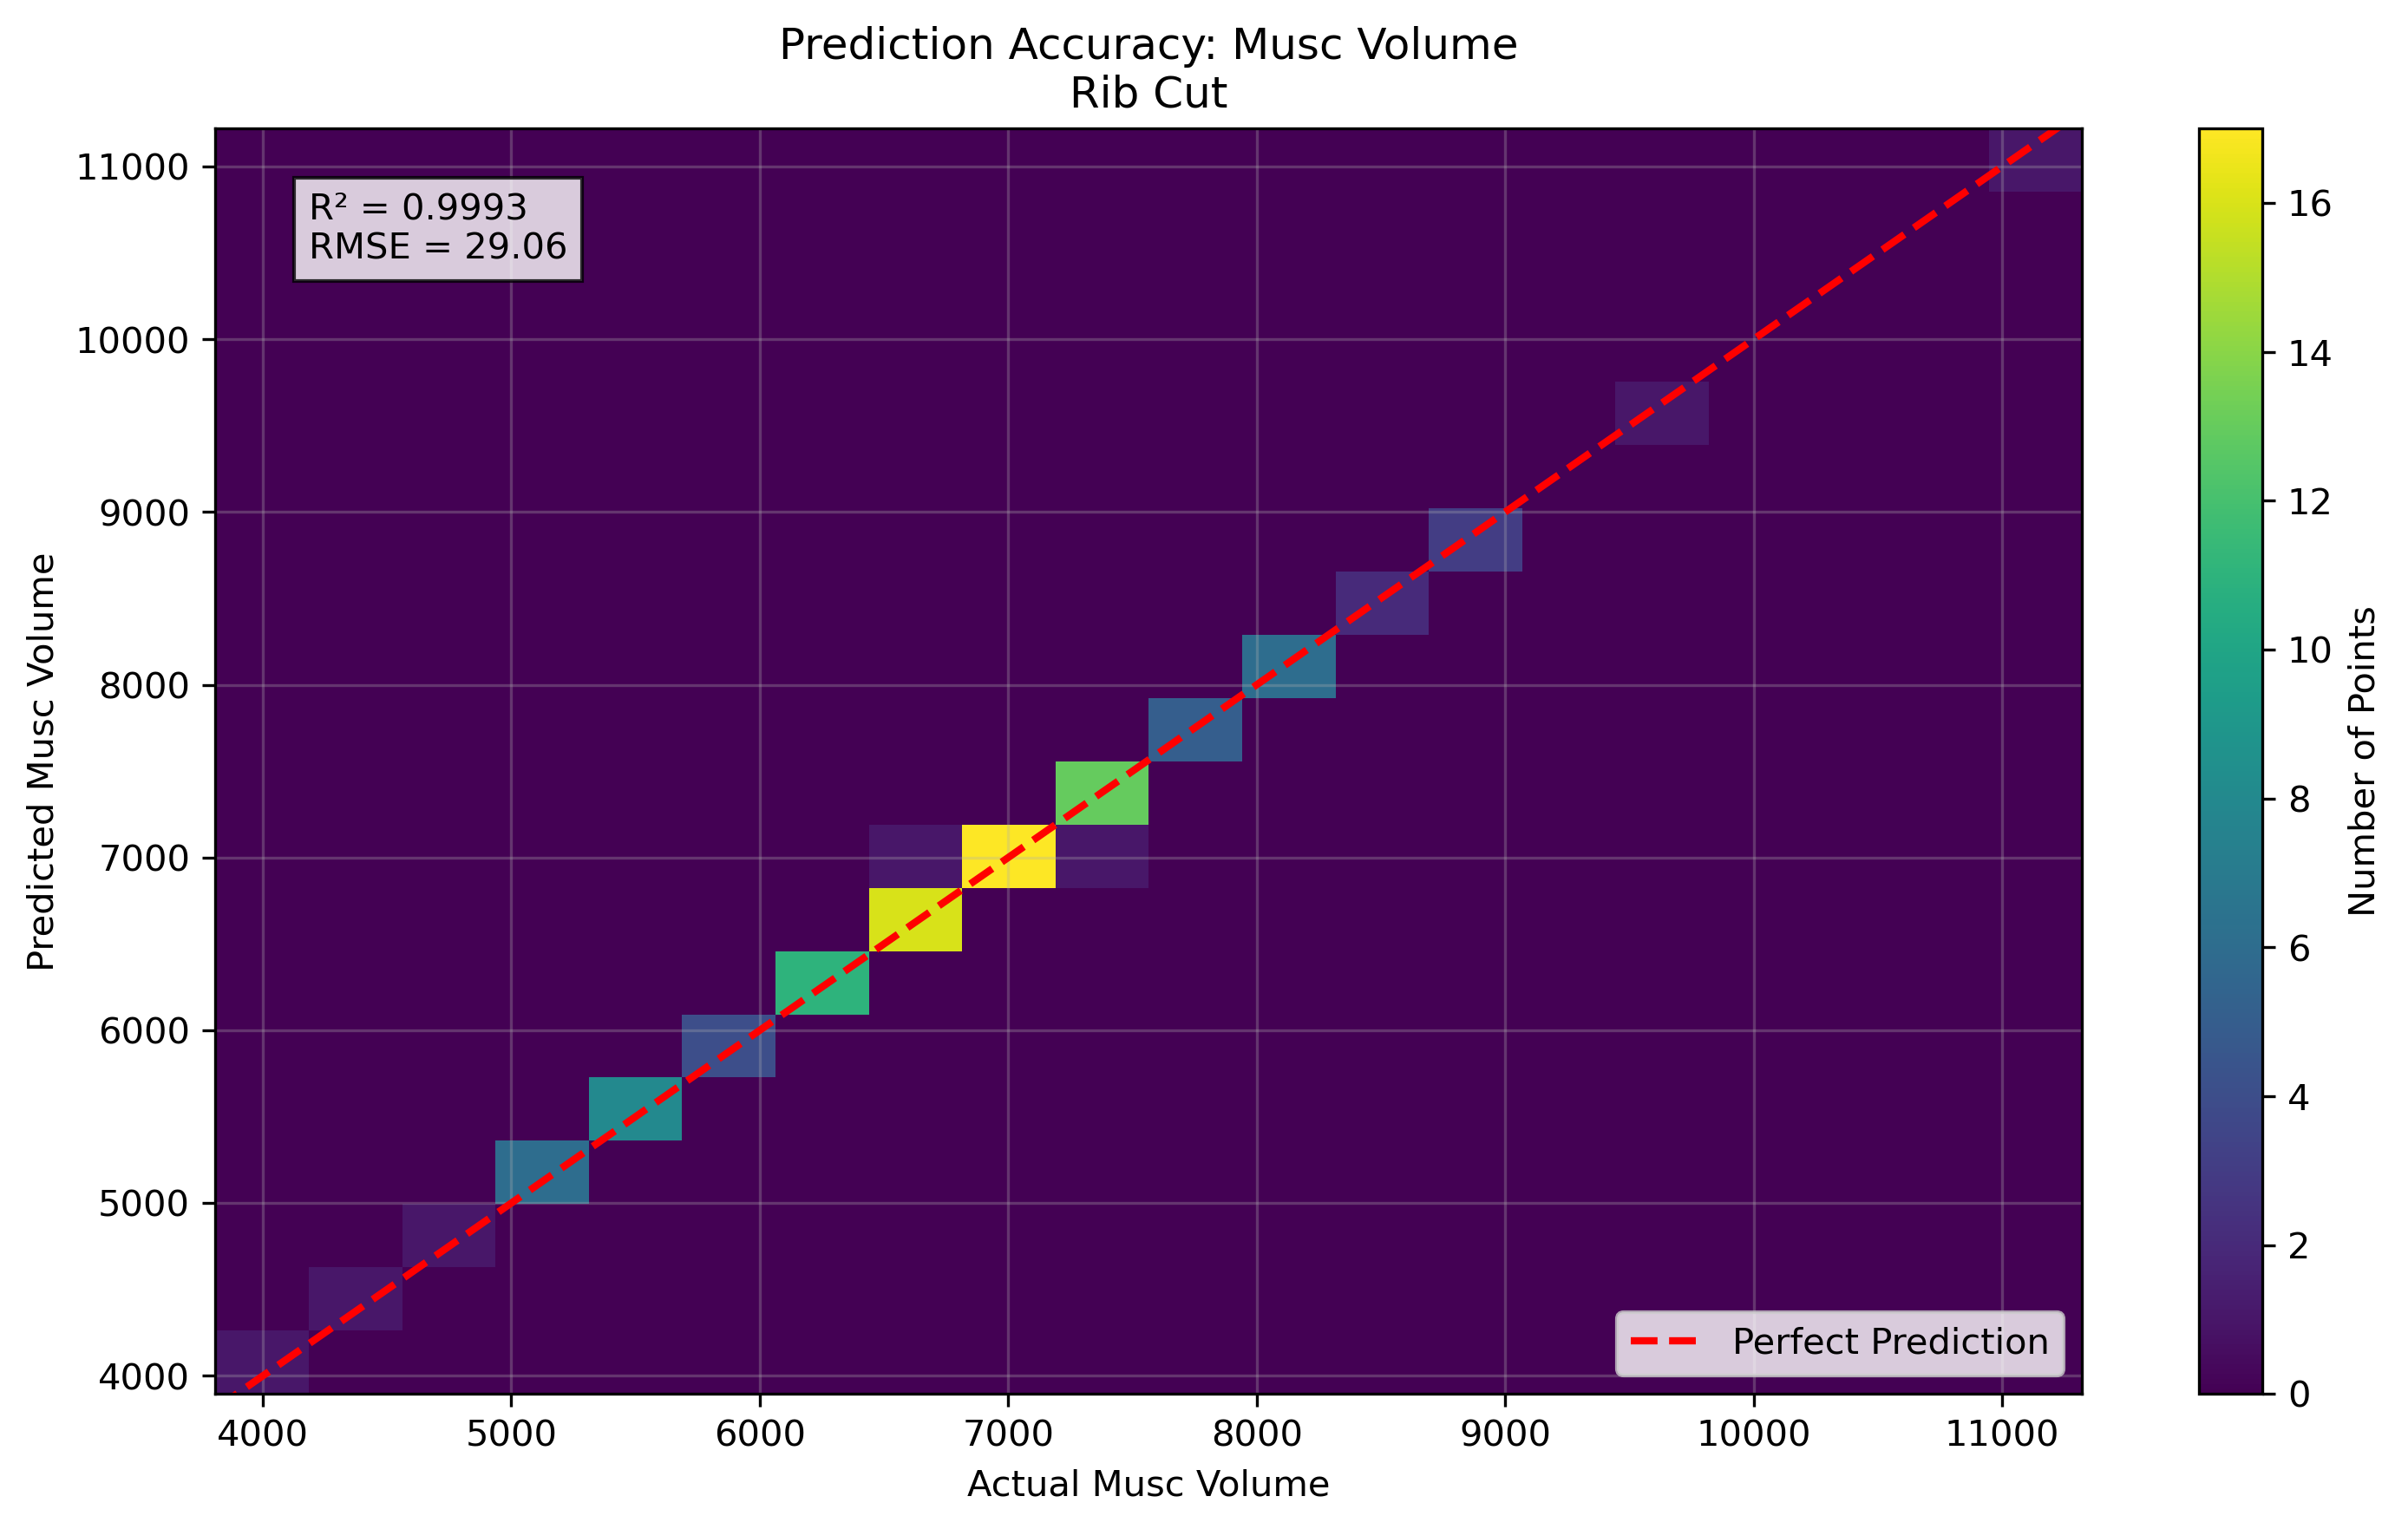 Prediction Accuracy: Musc Volume
Rib Cut
R² = 0.9993
RMSE = 29.06
11000
10000
9000
8000
7000
6000
5000
4000
Predicted Musc Volume
4000 5000 6000 7000 8000 9000 10000 11000
Actual Musc Volume
Perfect Prediction
16
14
12
10
8
6
4
2
0
Number of Points